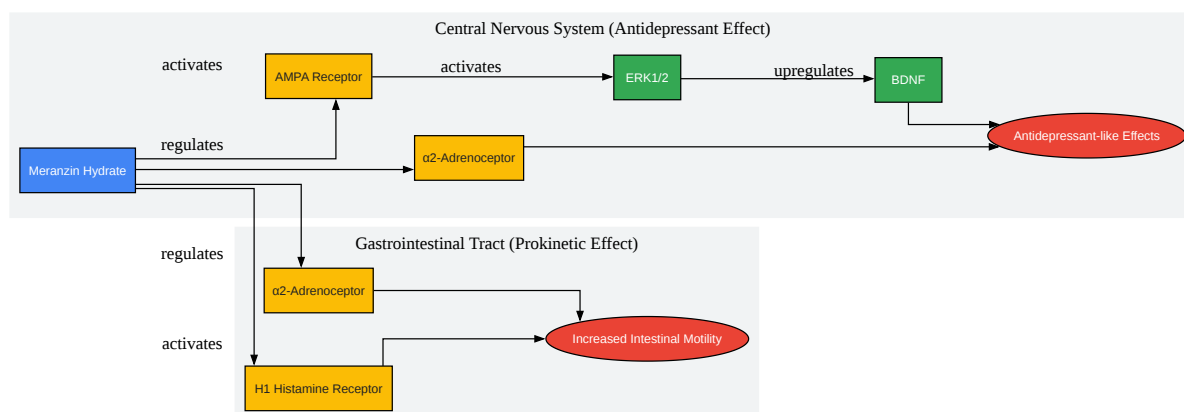 Central Nervous System (Antidepressant Effect)
activates
AMPA Receptor
activates
ERK1/2
upregulates
BDNF
Antidepressant-like Effects
regulates
α2-Adrenoceptor
Meranzin Hydrate
Gastrointestinal Tract (Prokinetic Effect)
regulates
α2-Adrenoceptor
Increased Intestinal Motility
activates
H1 Histamine Receptor